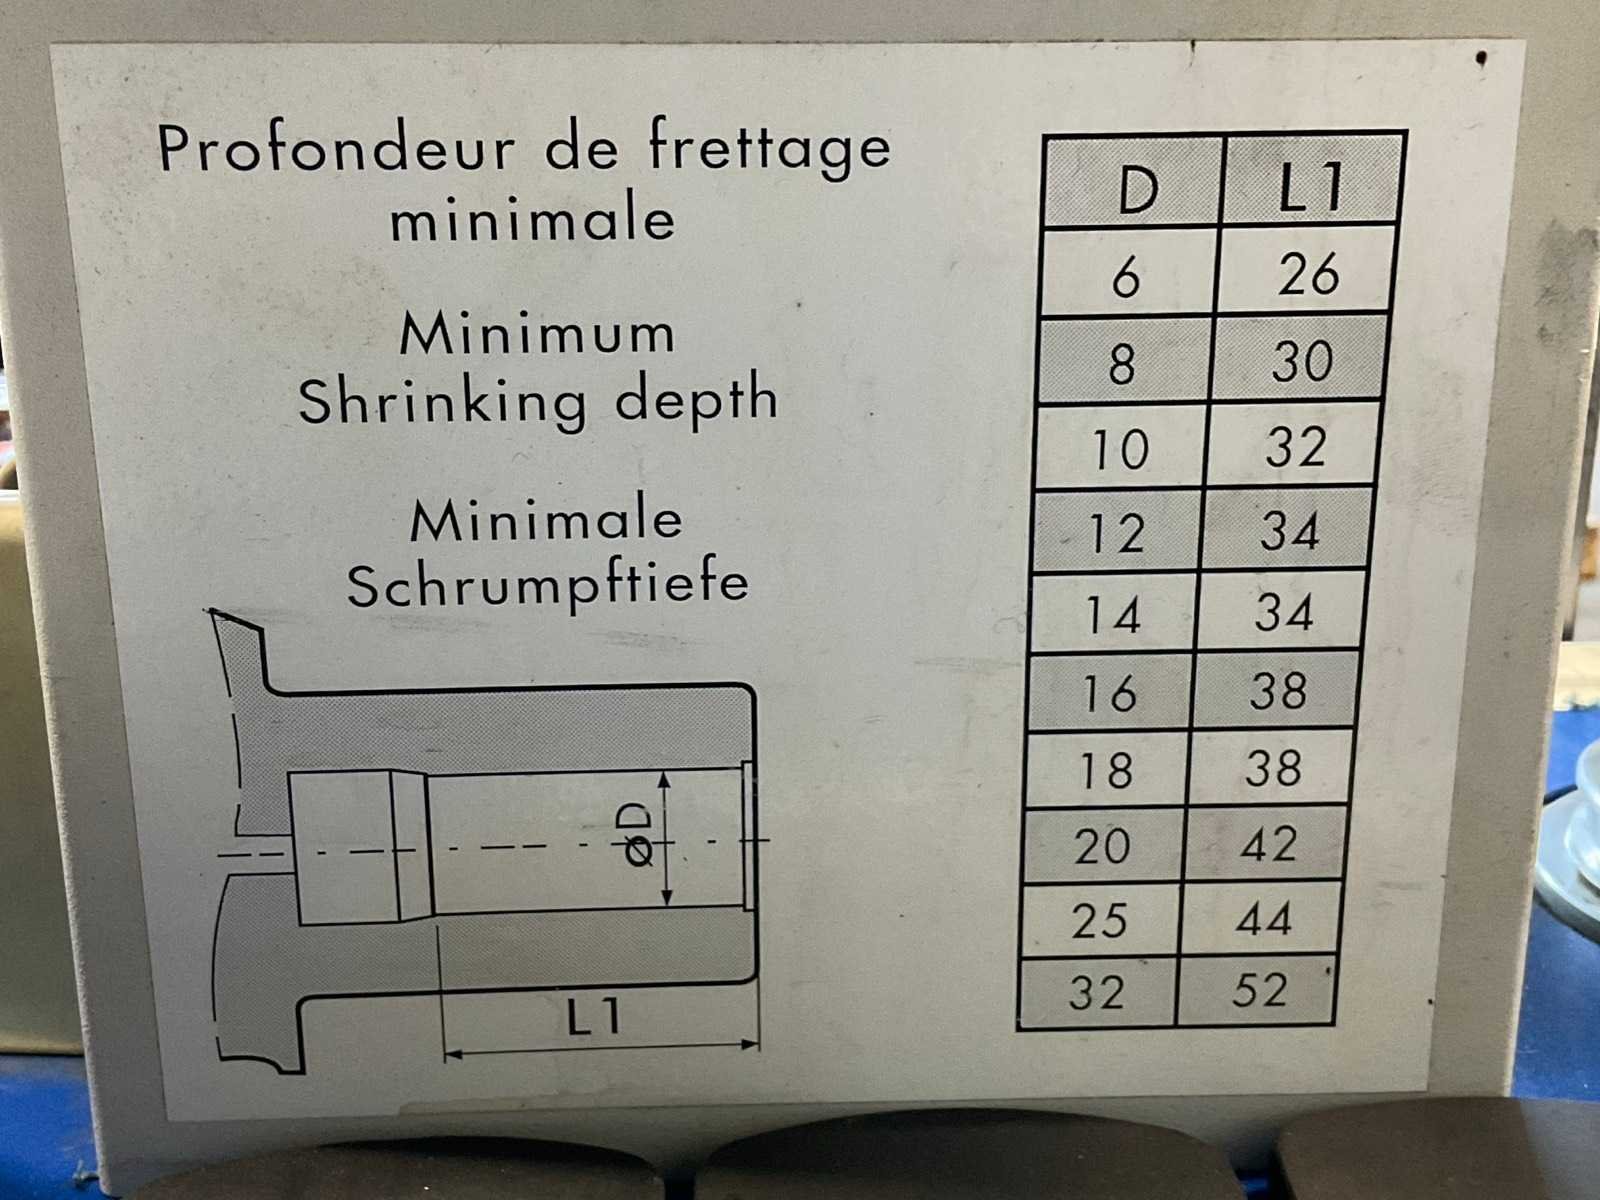 Profondeur de frettage
minimale
Minimum
Shrinking depth
Minimale
Schrumpftiefe
øD
L1
D L1
6 26
8 30
10 32
12 34
14 34
16 38
18 38
20 42
25 44
32 52